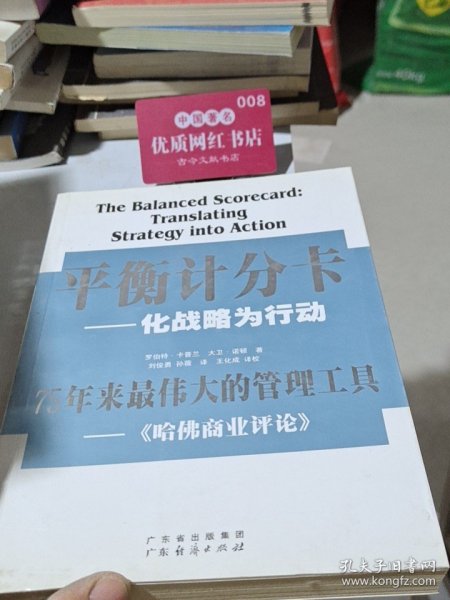 008
中国著名
优质网红书店
古今文献书店
The Balanced Scorecard:
Translating
Strategy into Action
平衡计分卡
——化战略为行动
罗伯特·卡普兰 大卫·诺顿 著
刘俊勇 孙薇 译 王化成 译校
75年来最伟大的管理工具
——《哈佛商业评论》
广东省出版集团
广东经济出版社
孔夫子旧书网
www.kongfz.com